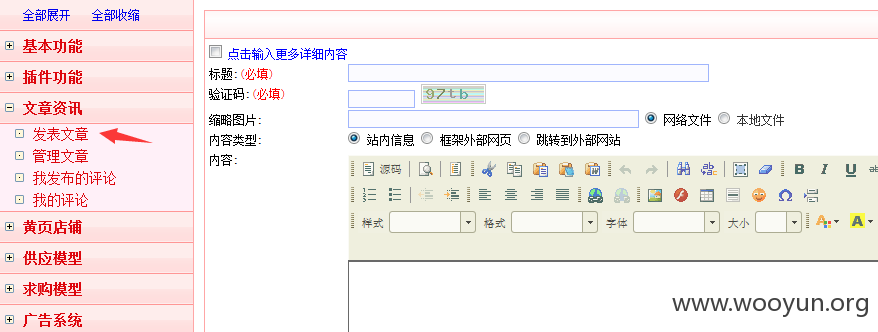 全部展开 全部收缩
基本功能
插件功能
文章资讯
发表文章
管理文章
我发布的评论
我的评论
黄页店铺
供应模型
求购模型
广告系统
点击输入更多详细内容
标题:(必填)
验证码:(必填) 97tb
缩略图片: 网络文件 本地文件
内容类型: 站内信息 框架外部网页 跳转到外部网站
内容:
源码 B I U abc
样式 格式 字体 大小 A A
www.wooyun.org